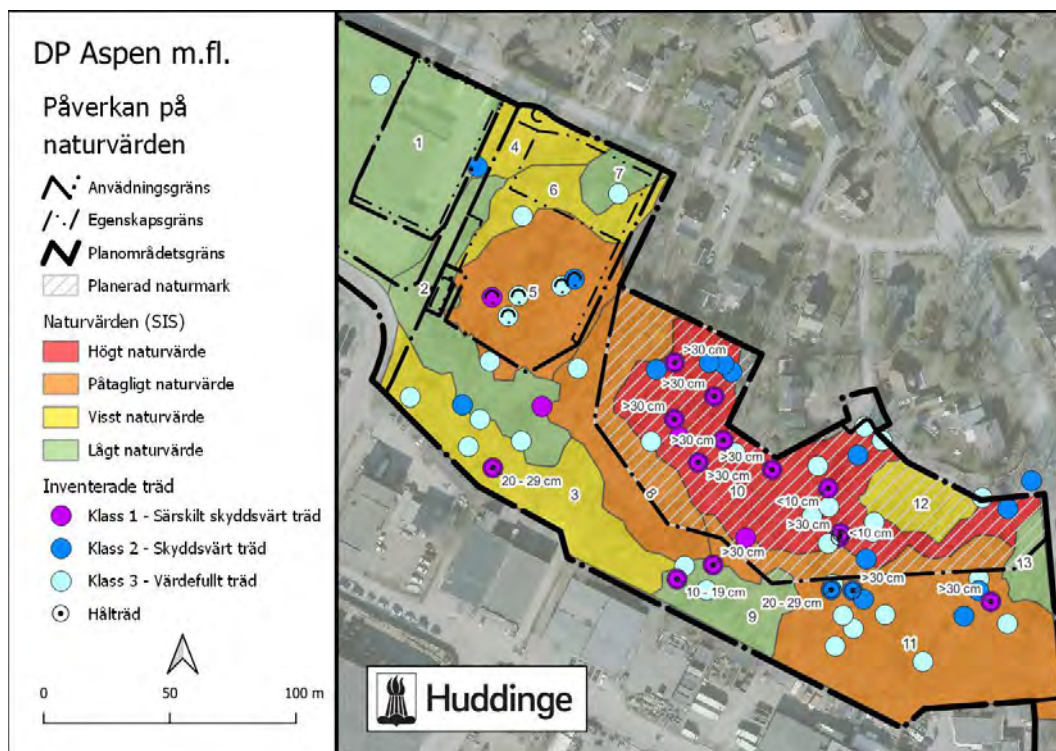 DP Aspen m.fl.
Påverkan på
naturvärden
Anvädningsgräns
Egenskapsgräns
Planområdetsgräns
Planerad naturmark
Naturvärden (SIS)
Högt naturvärde
Påtagligt naturvärde
Visst naturvärde
Lågt naturvärde
Inventerade träd
Klass 1 - Särskilt skyddsvärt träd
Klass 2 - Skyddsvärt träd
Klass 3 - Värdefullt träd
Hålträd
0 50 100 m
1
4
7
6
2
5
>30 cm
>30 cm
>30 cm
>30 cm
>30 cm
20 - 29 cm
3
8
10
<10 cm
12
>30 cm
<10 cm
>30 cm
13
10 - 19 cm
20 - 29 cm
>30 cm
>30 cm
9
11
Huddinge